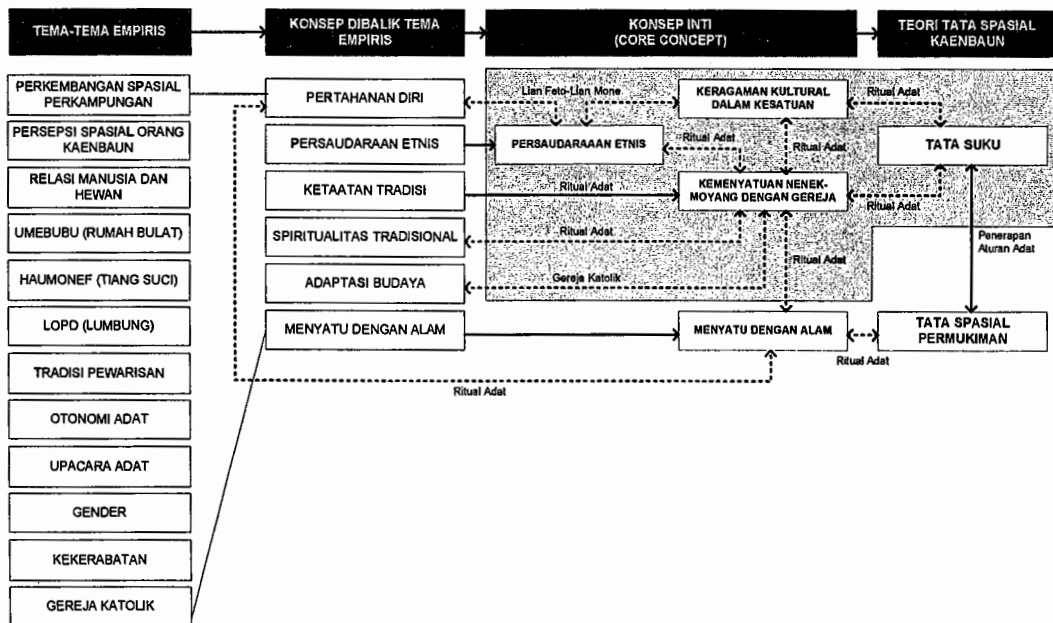 TEMA-TEMA EMPIRIS
KONSEP DIBALIK TEMA
EMPIRIS
KONSEP INTI
(CORE CONCEPT)
TEORI TATA SPASIAL
KAENBAUN
PERKEMBANGAN SPASIAL
PERKAMPUNGAN
PERSEPSI SPASIAL ORANG
KAENBAUN
RELASI MANUSIA DAN
HEWAN
UMEBUBU (RUMAH BULAT)
HAUMONEF (TIANG SUCI)
LOPD (LUMBUNG)
TRADISI PEWARISAN
OTONOMI ADAT
UPACARA ADAT
GENDER
KEKERABATAN
GEREJA KATOLIK
PERTAHANAN DIRI
PERSAUDARAAN ETNIS
KETAATAN TRADISI
SPIRITUALITAS TRADISIONAL
ADAPTASI BUDAYA
MENYATU DENGAN ALAM
Lian Feto-Lian Mone
KERAGAMAN KULTURAL
DALAM KESATUAN
Ritual Adat
PERSAUDARAAAN ETNIS
Ritual Adat
Ritual Adat
TATA SUKU
Ritual Adat
KEMENYATUAN NENEK-
MOYANG DENGAN GEREJA
Ritual Adat
Ritual Adat
Penerapan
Aturan Adat
Ritual Adat
Gereja Katolik
MENYATU DENGAN ALAM
Ritual Adat
TATA SPASIAL
PERMUKIMAN
Ritual Adat